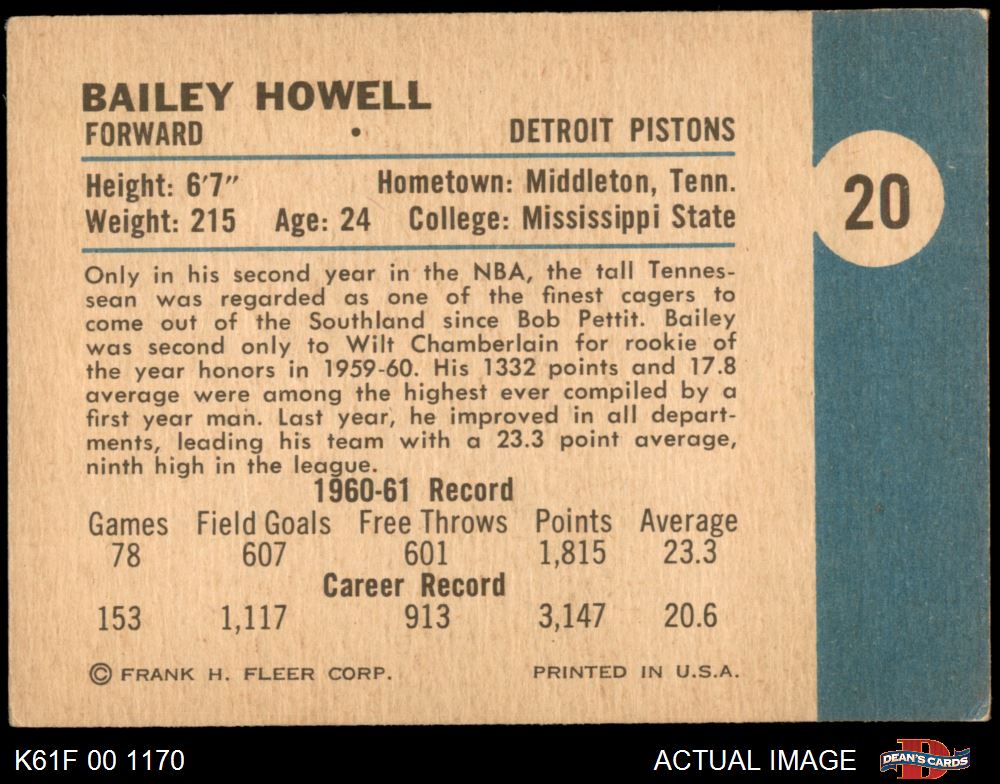 BAILEY HOWELL
FORWARD • DETROIT PISTONS
Height: 6'7" Hometown: Middleton, Tenn.
Weight: 215 Age: 24 College: Mississippi State
20
Only in his second year in the NBA, the tall Tennes-
sean was regarded as one of the finest cagers to
come out of the Southland since Bob Pettit. Bailey
was second only to Wilt Chamberlain for rookie of
the year honors in 1959-60. His 1332 points and 17.8
average were among the highest ever compiled by a
first year man. Last year, he improved in all depart-
ments, leading his team with a 23.3 point average,
ninth high in the league.
1960-61 Record
Games Field Goals Free Throws Points Average
78 607 601 1,815 23.3
Career Record
153 1,117 913 3,147 20.6
© FRANK H. FLEER CORP. PRINTED IN U.S.A.
K61F 00 1170 ACTUAL IMAGE D DEAN'S CARDS